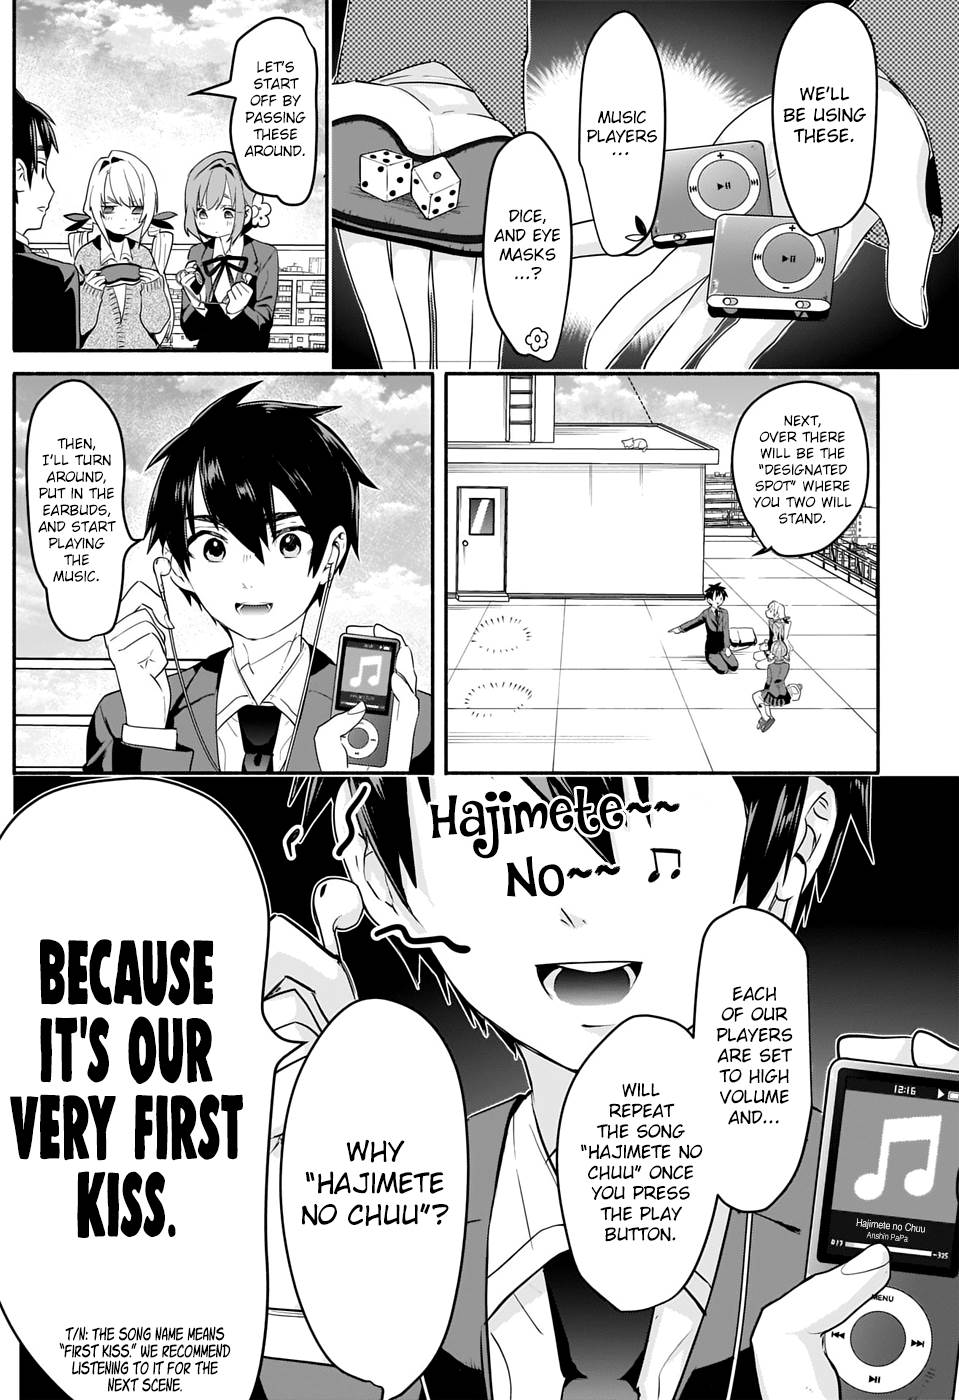 WE'LL
BE USING
THESE.
MUSIC
PLAYERS
...
DICE,
AND EYE
MASKS
...?
LET'S
START
OFF BY
PASSING
THESE
AROUND.
NEXT,
OVER THERE
WILL BE THE
"DESIGNATED
SPOT" WHERE
YOU TWO WILL
STAND.
THEN,
I'LL TURN
AROUND,
PUT IN THE
EARBUDS,
AND START
PLAYING
THE
MUSIC.
Hajimete~~
No~~ ♫
EACH
OF OUR
PLAYERS
ARE SET
TO HIGH
VOLUME
AND...
WILL
REPEAT
THE SONG
"HAJIMETE NO
CHUU" ONCE
YOU PRESS
THE PLAY
BUTTON.
12:16
Hajimete no Chuu
Anshin PaPa
0:17 -3:25
MENU
WHY
"HAJIMETE
NO CHUU"?
BECAUSE
IT'S OUR
VERY FIRST
KISS.
T/N: THE SONG NAME MEANS
"FIRST KISS." WE RECOMMEND
LISTENING TO IT FOR THE
NEXT SCENE.